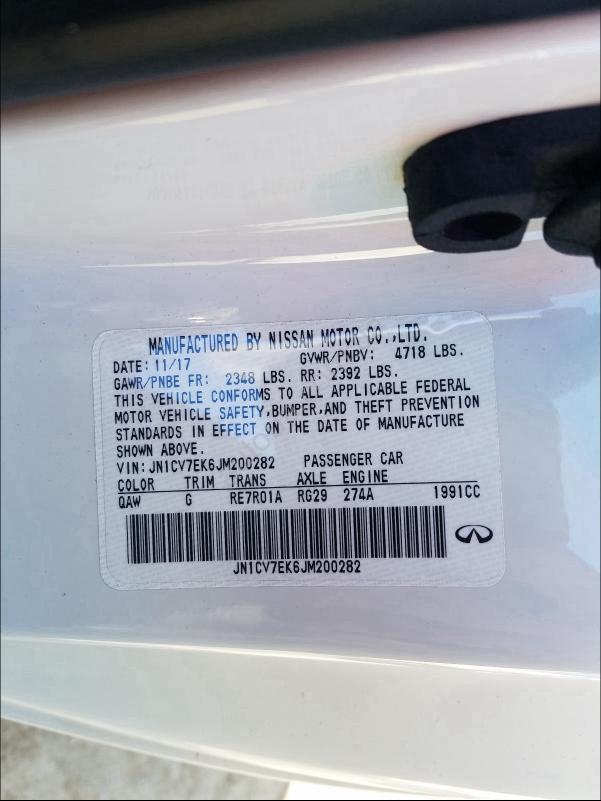 MANUFACTURED BY NISSAN MOTOR CO.,LTD.
DATE: 11/17 GVWR/PNBV: 4718 LBS.
GAWR/PNBE FR: 2348 LBS. RR: 2392 LBS.
THIS VEHICLE CONFORMS TO ALL APPLICABLE FEDERAL
MOTOR VEHICLE SAFETY,BUMPER,AND THEFT PREVENTION
STANDARDS IN EFFECT ON THE DATE OF MANUFACTURE
SHOWN ABOVE.
VIN:JN1CV7EK6JM200282 PASSENGER CAR
COLOR TRIM TRANS AXLE ENGINE
QAW G RE7R01A RG29 274A 1991CC
JN1CV7EK6JM200282